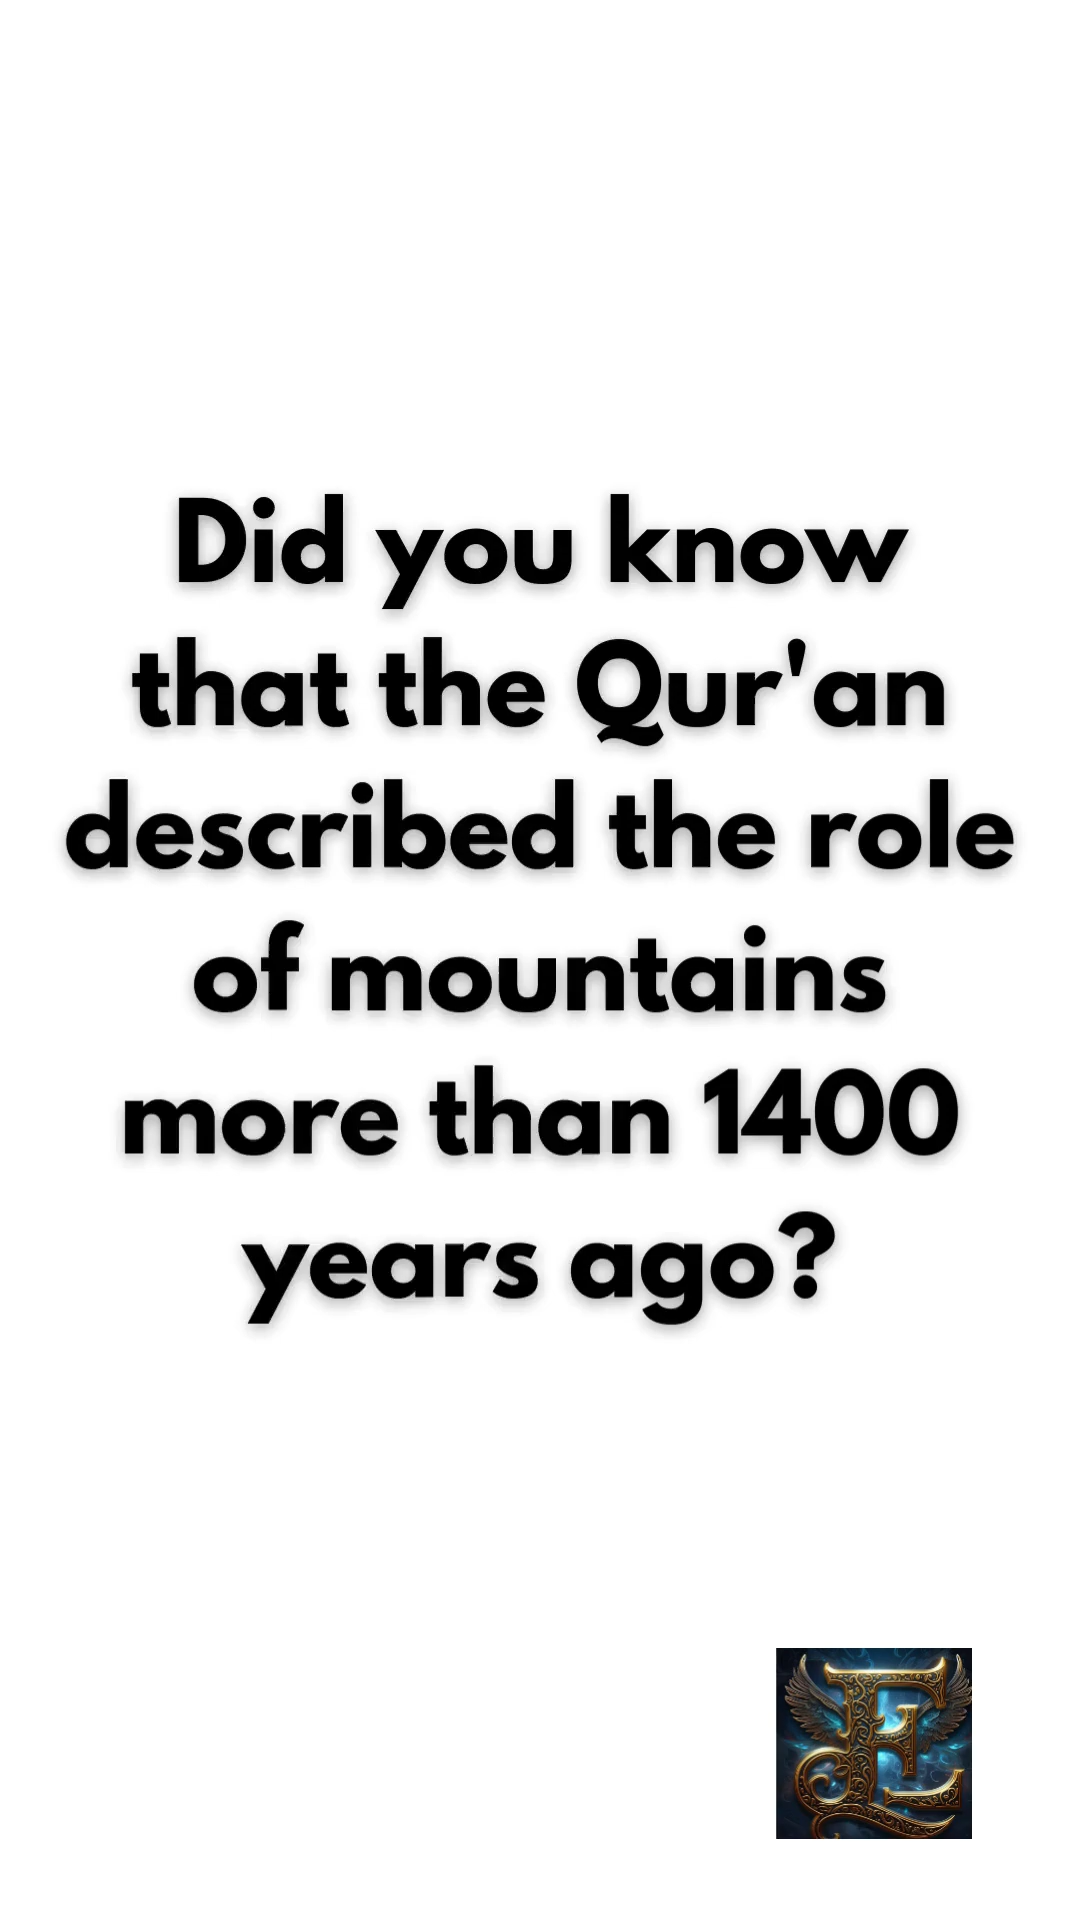 Did you know
that the Qur'an
described the role
of mountains
more than 1400
years ago?